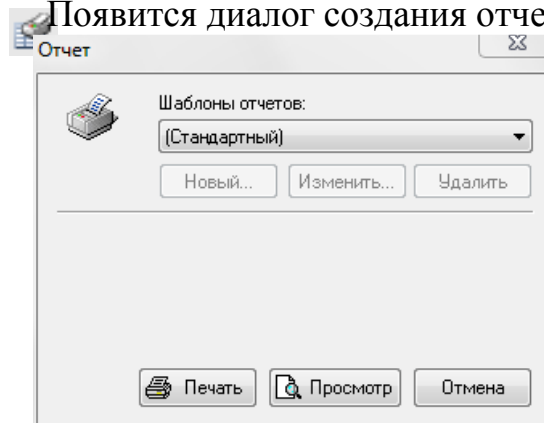 Появится диалог создания отче
Отчет
Шаблоны отчетов:
(Стандартный)
Новый... Изменить... Удалить
Печать Просмотр Отмена